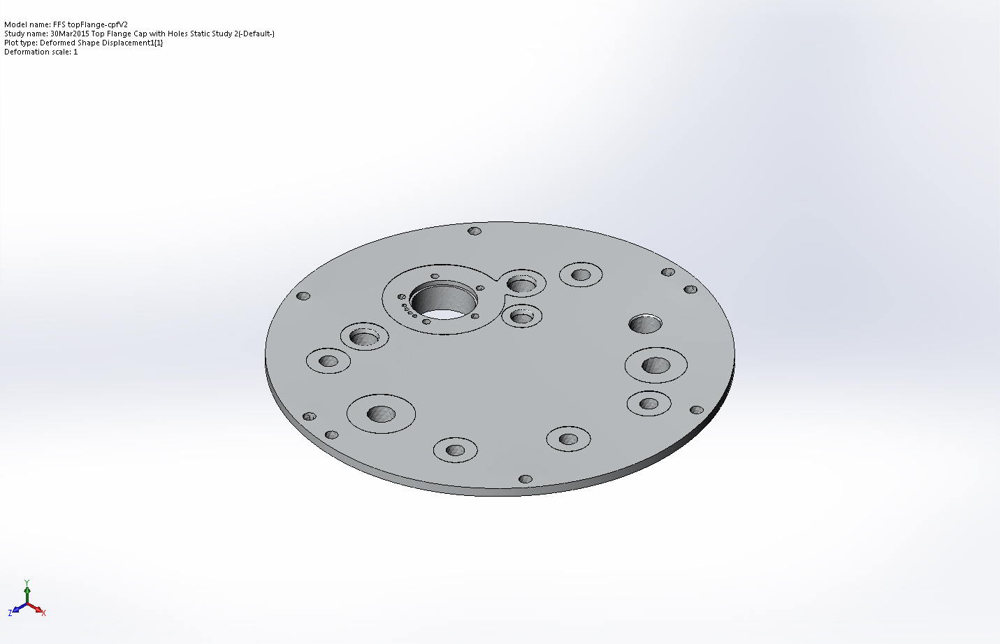 Model name: FFS topFlange-cpfV2
Study name: 30Mar2015 Top Flange Cap with Holes Static Study 2(-Default-)
Plot type: Deformed Shape Displacement1{1}
Deformation scale: 1
Y
Z
X